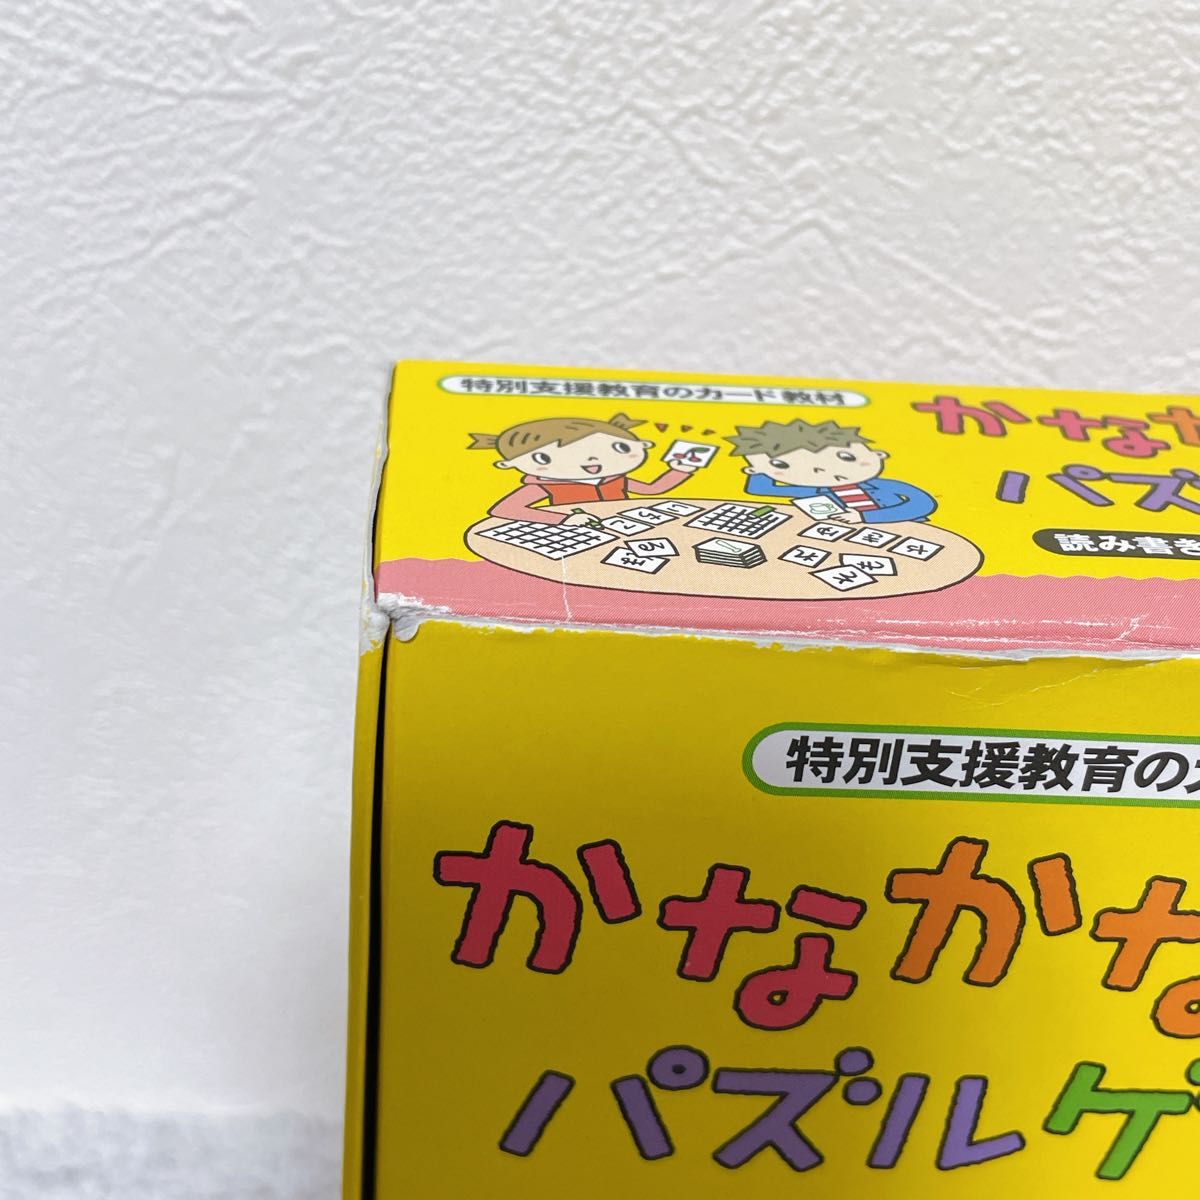 特別支援教育のカード教材
かなか
パズ
読み書き
特別支援教育のカ
かなかな
パズルゲ